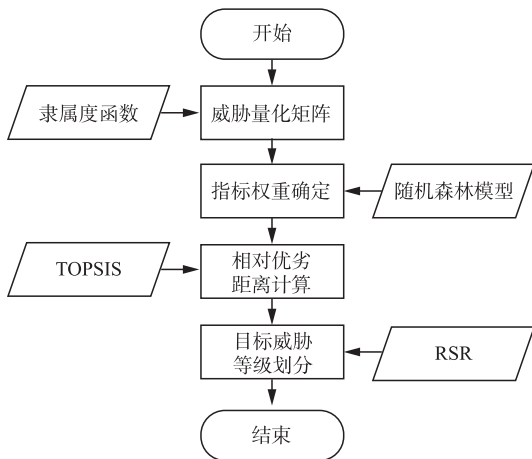 开始
隶属度函数
威胁量化矩阵
指标权重确定
随机森林模型
TOPSIS
相对优劣
距离计算
目标威胁
等级划分
RSR
结束